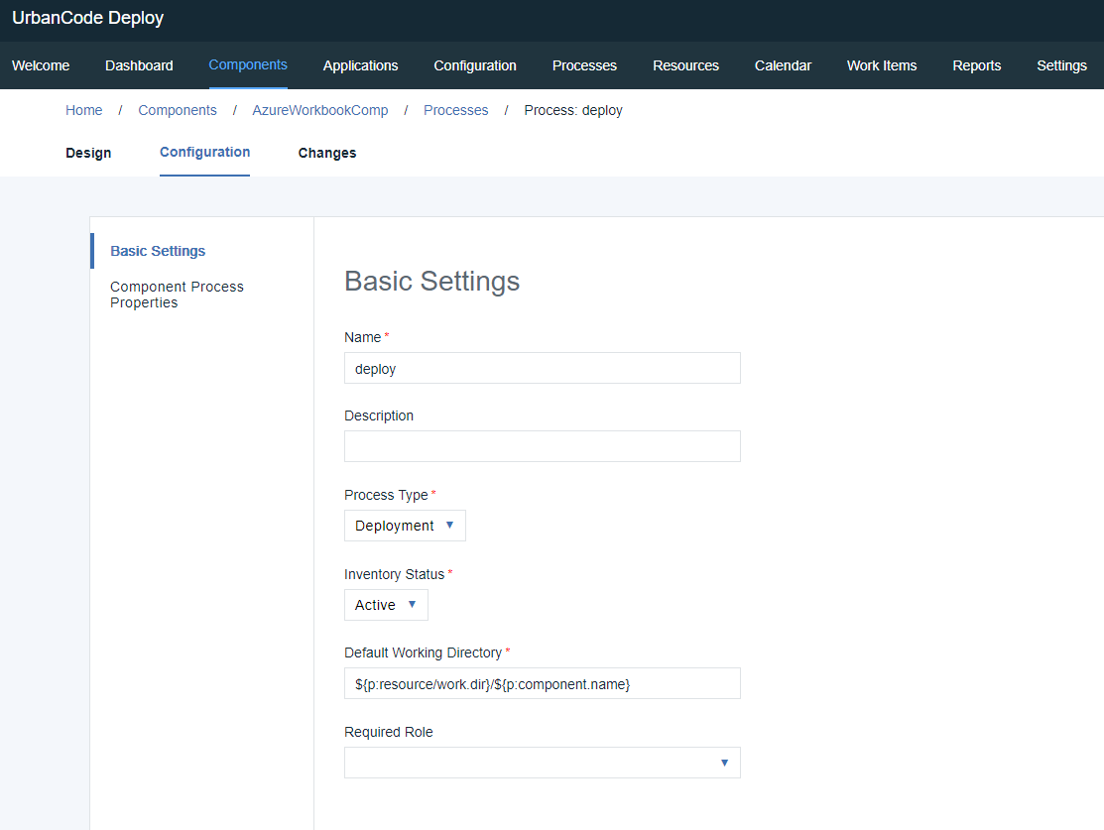 UrbanCode Deploy
Welcome Dashboard Components Applications Configuration Processes Resources Calendar Work Items Reports Settings
Home / Components / AzureWorkbookComp / Processes / Process: deploy
Design Configuration Changes
Basic Settings
Component Process
Properties
Basic Settings
Name *
deploy
Description
Process Type *
Deployment
Inventory Status *
Active
Default Working Directory *
${p:resource/work.dir}/${p:component.name}
Required Role